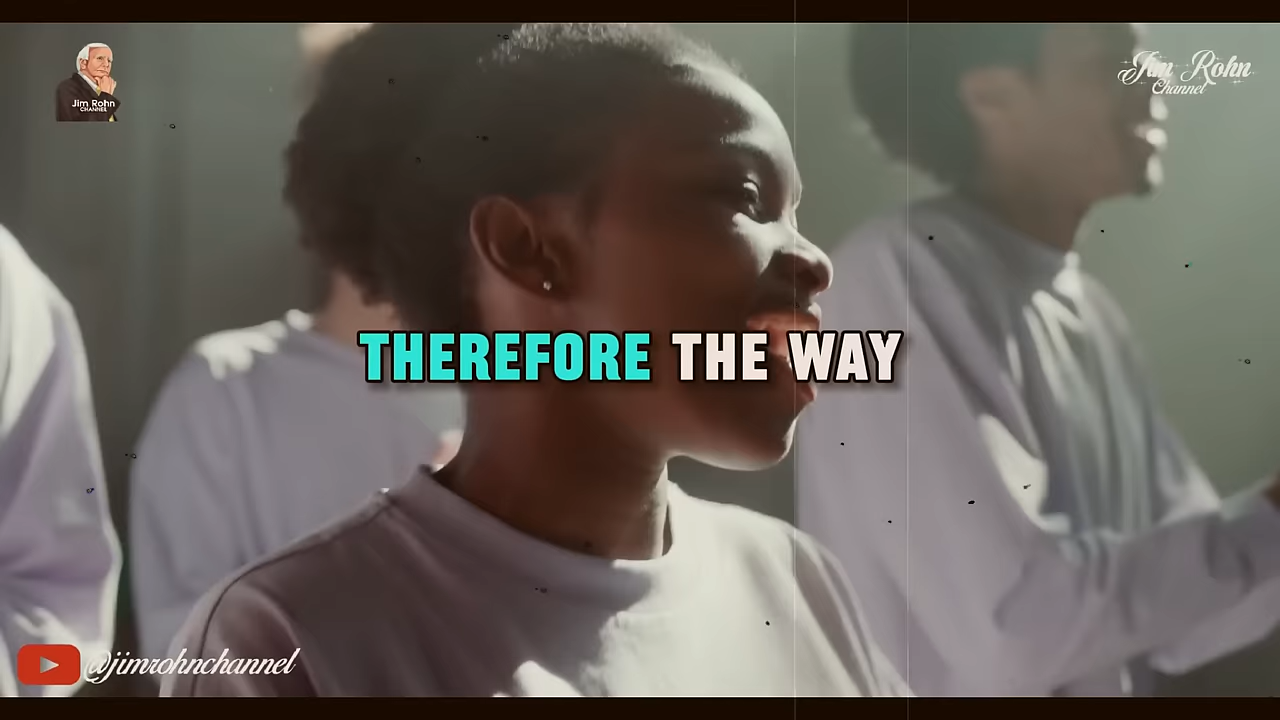 Jim Rohn
CHANNEL
Jim Rohn
Channel
THEREFORE THE WAY
@jimrohnchannel